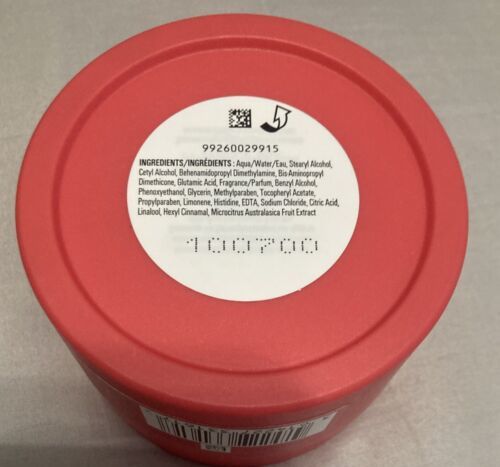 99260029915
INGREDIENTS/INGRÉDIENTS : Aqua/Water/Eau, Stearyl Alcohol,
Cetyl Alcohol, Behenamidopropyl Dimethylamine, Bis-Aminopropyl
Dimethicone, Glutamic Acid, Fragrance/Parfum, Benzyl Alcohol,
Phenoxyethanol, Glycerin, Methylparaben, Tocopheryl Acetate,
Propylparaben, Limonene, Histidine, EDTA, Sodium Chloride, Citric Acid,
Linalool, Hexyl Cinnamal, Microcitrus Australasica Fruit Extract
100700